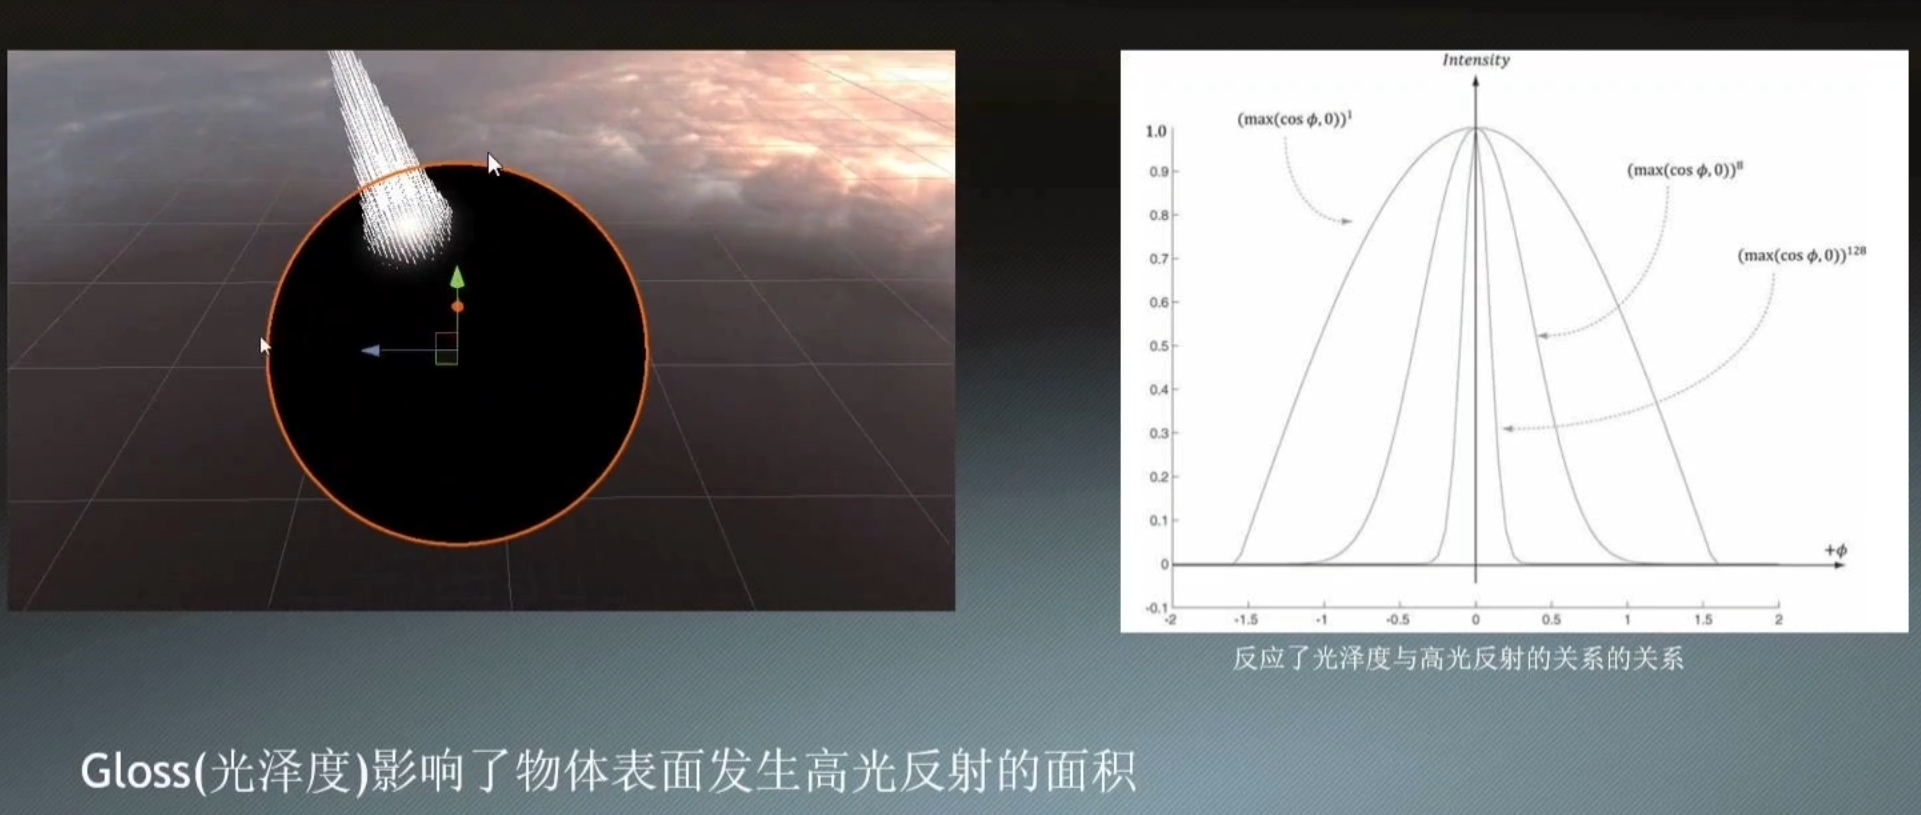 Intensity
(max(cos ϕ, 0))¹
(max(cos ϕ, 0))⁸
(max(cos ϕ, 0))¹²⁸
1.0
0.9
0.8
0.7
0.6
0.5
0.4
0.3
0.2
0.1
0
-0.1
+ϕ
-2 -1.5 -1 -0.5 0 0.5 1 1.5 2
反应了光泽度与高光反射的关系的关系
Gloss(光泽度)影响了物体表面发生高光反射的面积